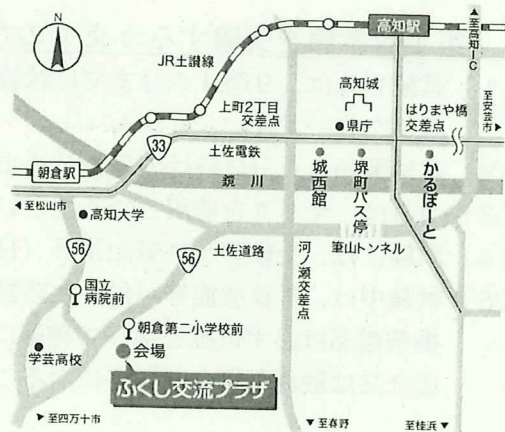 N
高知駅
至高知IC
JR土讃線
高知城
至安芸市
上町2丁目
交差点
県庁
はりまや橋
交差点
33
土佐電鉄
朝倉駅
鏡川
城西館
堺町バス停
かるぽーと
至松山市
高知大学
56
56
土佐道路
筆山トンネル
河ノ瀬交差点
国立
病院前
朝倉第二小学校前
学芸高校
会場
ふくし交流プラザ
至四万十市
至春野
至桂浜